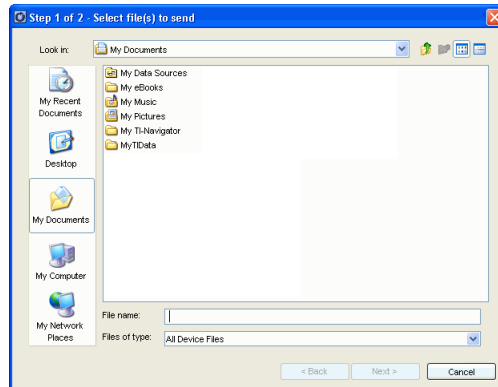 Step 1 of 2 - Select file(s) to send
Look in:
My Documents
My Recent
Documents
Desktop
My Documents
My Computer
My Network
Places
My Data Sources
My eBooks
My Music
My Pictures
My TI-Navigator
MyTIData
File name:
Files of type:
All Device Files
< Back
Next >
Cancel